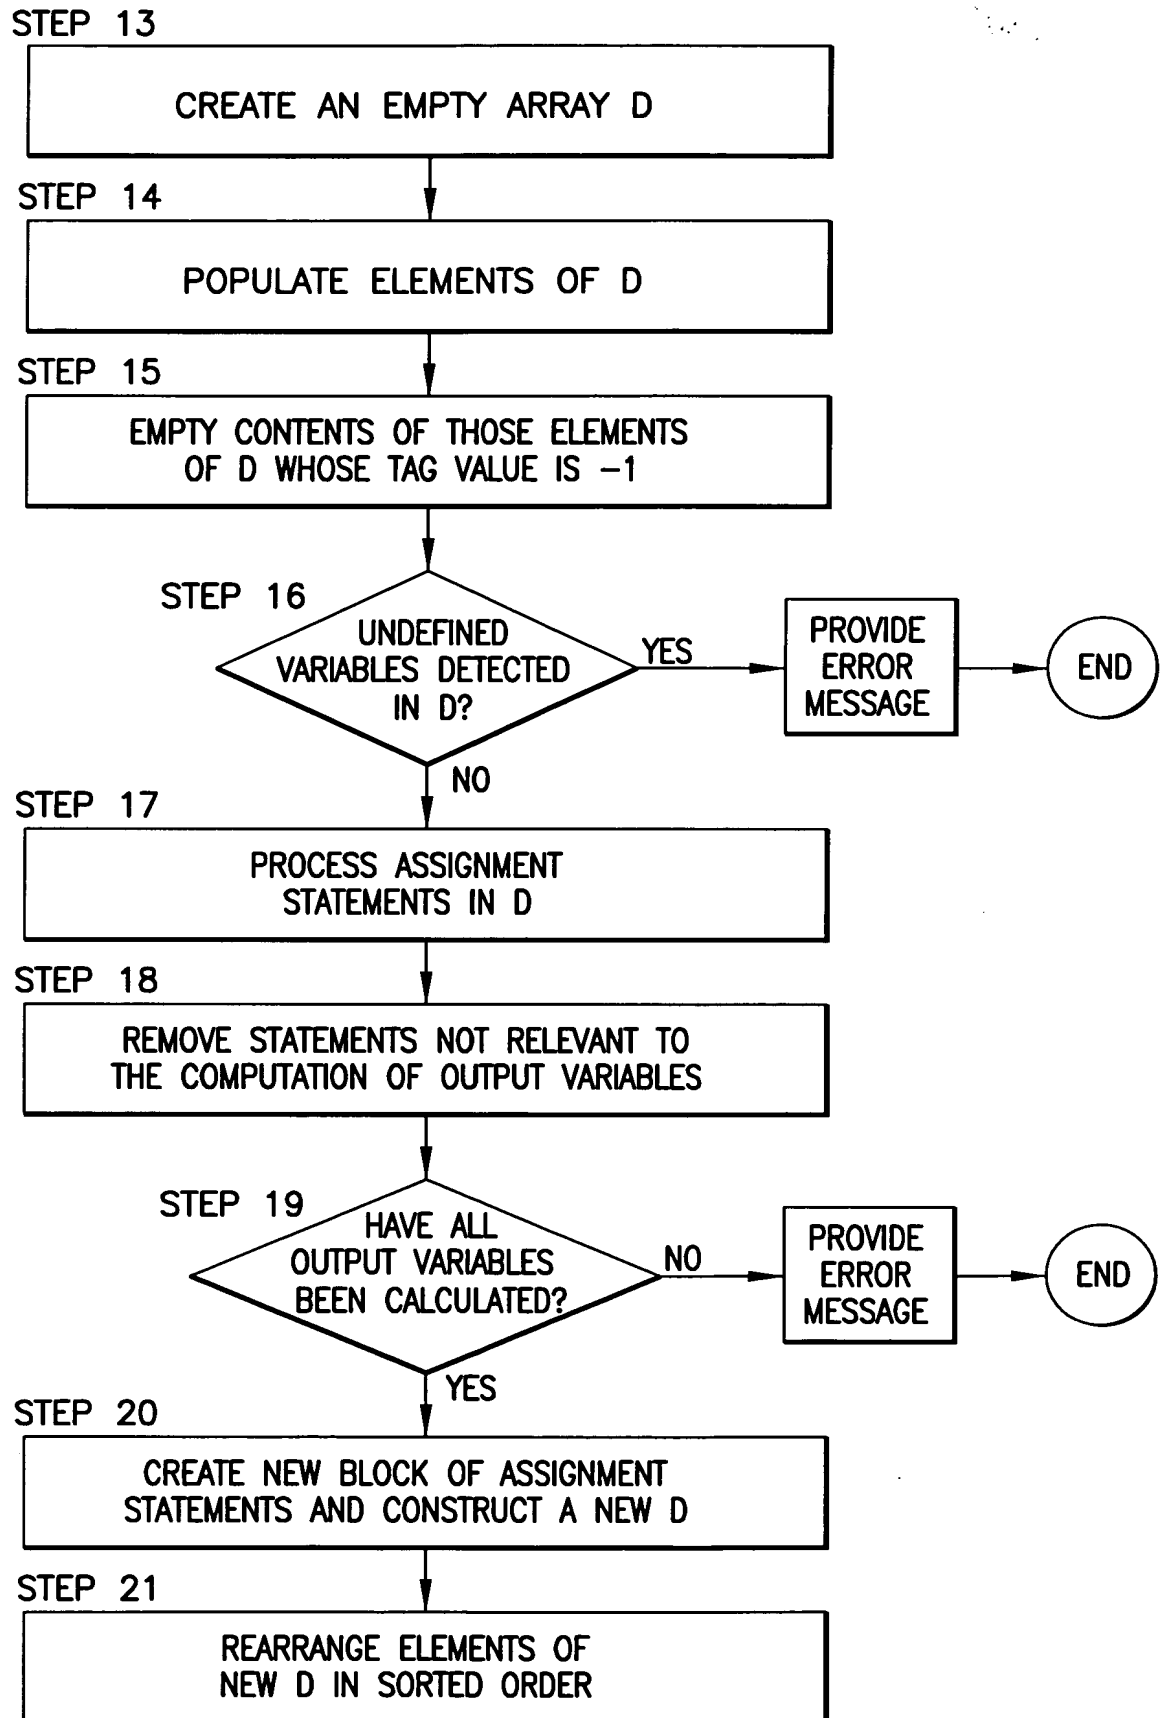 STEP 13
CREATE AN EMPTY ARRAY D
STEP 14
POPULATE ELEMENTS OF D
STEP 15
EMPTY CONTENTS OF THOSE ELEMENTS
OF D WHOSE TAG VALUE IS -1
STEP 16
UNDEFINED
VARIABLES DETECTED
IN D?
YES
PROVIDE
ERROR
MESSAGE
END
NO
STEP 17
PROCESS ASSIGNMENT
STATEMENTS IN D
STEP 18
REMOVE STATEMENTS NOT RELEVANT TO
THE COMPUTATION OF OUTPUT VARIABLES
STEP 19
HAVE ALL
OUTPUT VARIABLES
BEEN CALCULATED?
NO
PROVIDE
ERROR
MESSAGE
END
YES
STEP 20
CREATE NEW BLOCK OF ASSIGNMENT
STATEMENTS AND CONSTRUCT A NEW D
STEP 21
REARRANGE ELEMENTS OF
NEW D IN SORTED ORDER